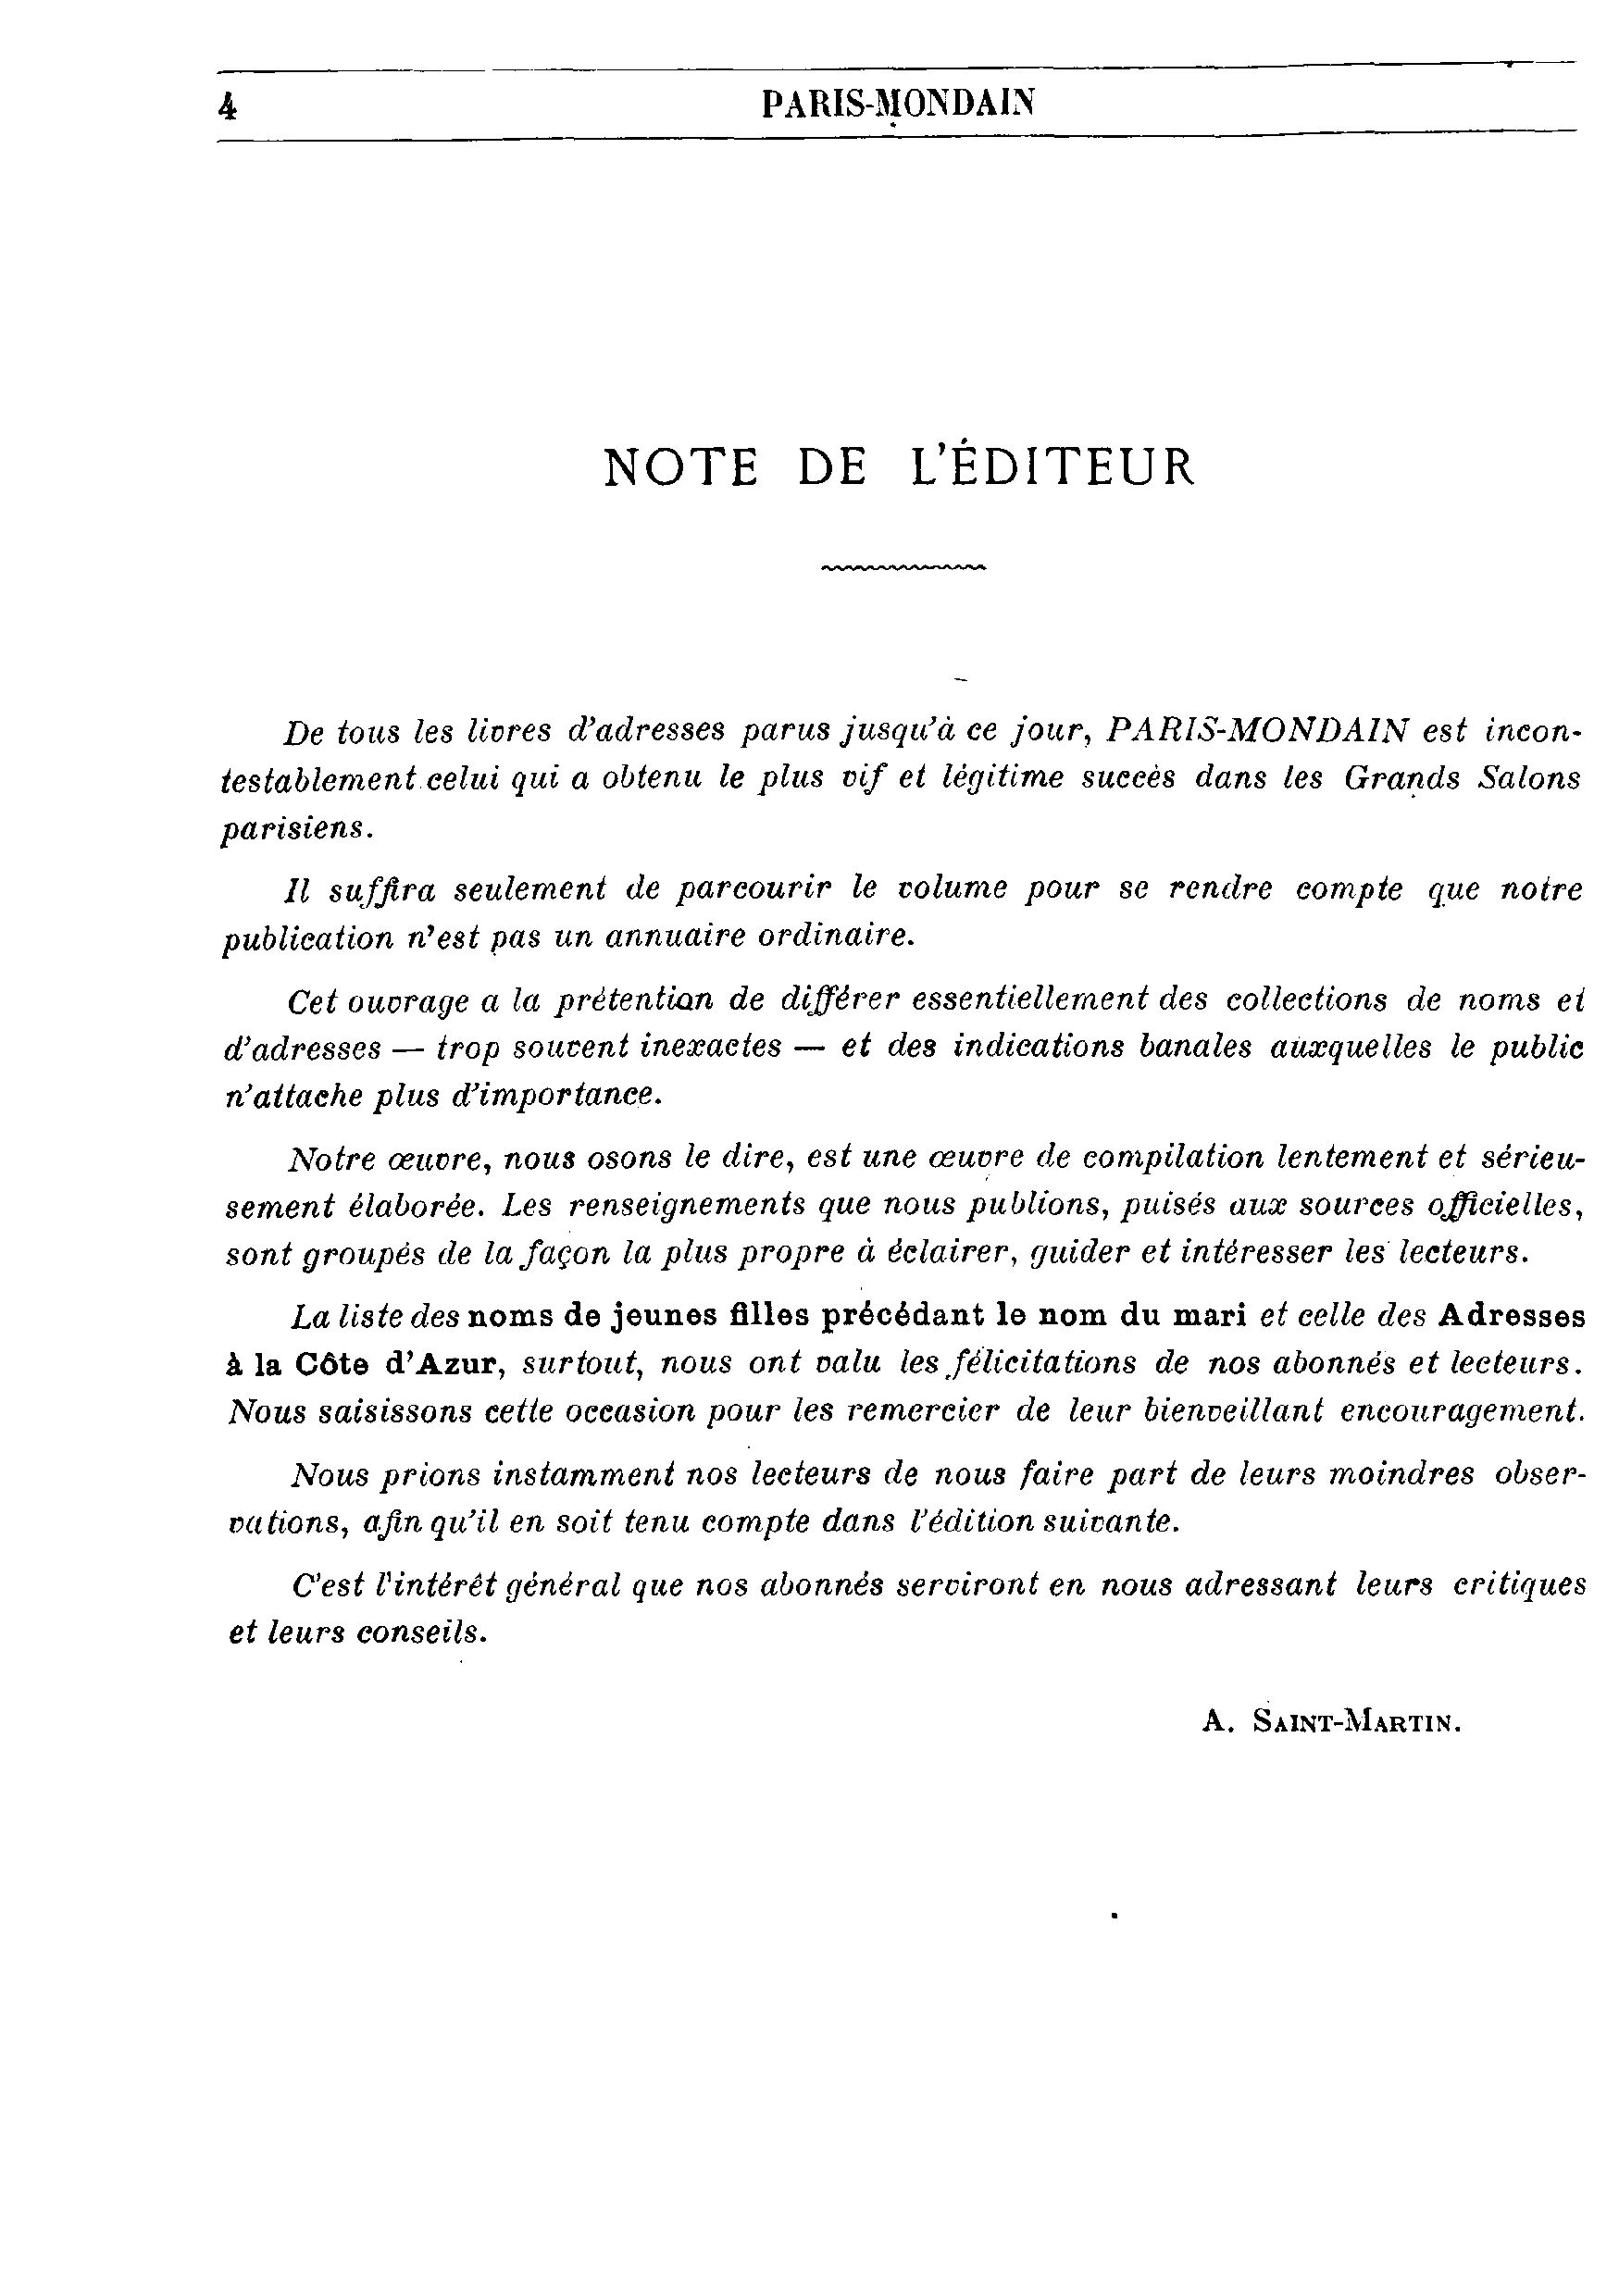 4
PARIS-MONDAIN
NOTE DE L'ÉDITEUR
De tous les livres d'adresses parus jusqu'à ce jour, PARIS-MONDAIN est incon-
testablement celui qui a obtenu le plus vif et légitime succès dans les Grands Salons
parisiens.
Il suffira seulement de parcourir le volume pour se rendre compte que notre
publication n'est pas un annuaire ordinaire.
Cet ouvrage a la prétention de différer essentiellement des collections de noms et
d'adresses — trop souvent inexactes — et des indications banales auxquelles le public
n'attache plus d'importance.
Notre œuvre, nous osons le dire, est une œuvre de compilation lentement et sérieu-
sement élaborée. Les renseignements que nous publions, puisés aux sources officielles,
sont groupés de la façon la plus propre à éclairer, guider et intéresser les lecteurs.
La liste des noms de jeunes filles précédant le nom du mari et celle des Adresses
à la Côte d'Azur, surtout, nous ont valu les félicitations de nos abonnés et lecteurs.
Nous saisissons cette occasion pour les remercier de leur bienveillant encouragement.
Nous prions instamment nos lecteurs de nous faire part de leurs moindres obser-
vations, afin qu'il en soit tenu compte dans l'édition suivante.
C'est l'intérêt général que nos abonnés serviront en nous adressant leurs critiques
et leurs conseils.
A. SAINT-MARTIN.